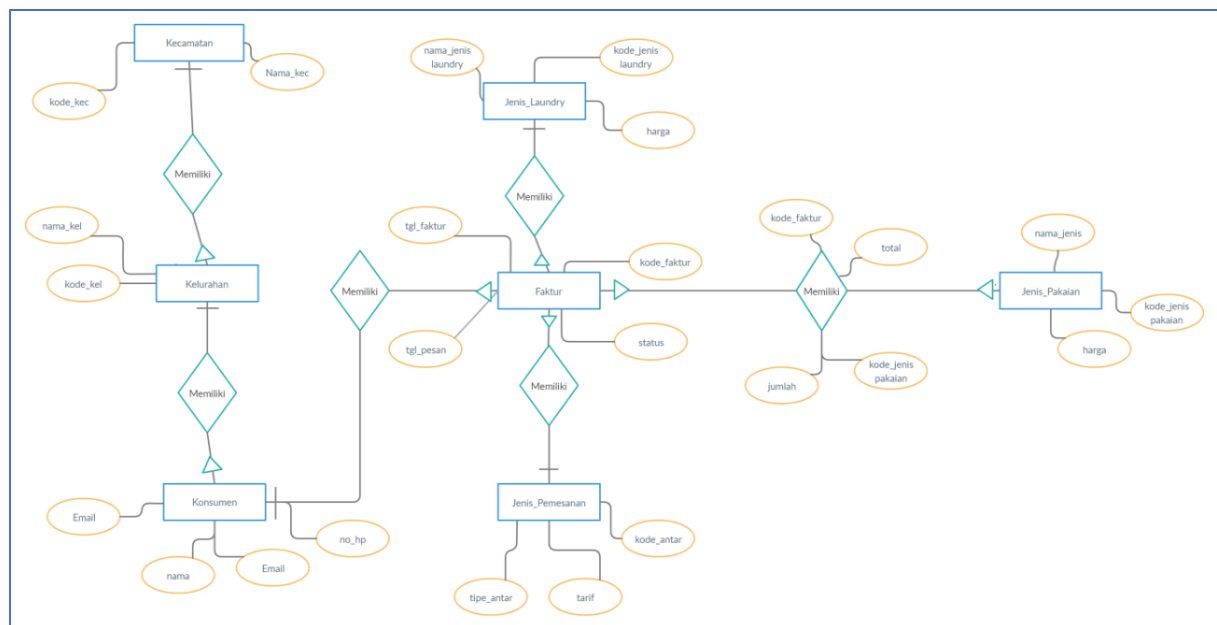 Kecamatan
kode_kec
Nama_kec
Memiliki
nama_kel
kode_kel
Kelurahan
Memiliki
Konsumen
Email
nama
Email
no_hp
Memiliki
nama_jenis
laundry
kode_jenis
laundry
Jenis_Laundry
harga
Memiliki
tgl_faktur
kode_faktur
Faktur
tgl_pesan
status
Memiliki
Jenis_Pemesanan
kode_antar
tipe_antar
tarif
kode_faktur
total
Memiliki
jumlah
kode_jenis
pakaian
nama_jenis
Jenis_Pakaian
kode_jenis
pakaian
harga